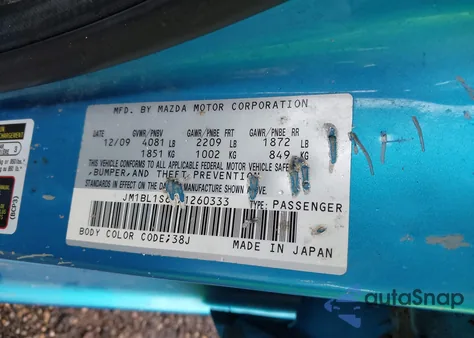 MFD. BY MAZDA MOTOR CORPORATION
DATE GVWR/PNBV GAWR/PNBE FRT GAWR/PNBE RR
12/09 4081 LB 2209 LB 1872 LB
1851 KG 1002 KG 849 KG
THIS VEHICLE CONFORMS TO ALL APPLICABLE FEDERAL MOTOR VEHICLE SAFETY,
BUMPER, AND THEFT PREVENTION
STANDARDS IN EFFECT ON THE DATE OF MANUFACTURE SHOWN ABOVE.
1260333 TYPE: PASSENGER
BODY COLOR CODE:38J MADE IN JAPAN
(BCP3)
autoSnap